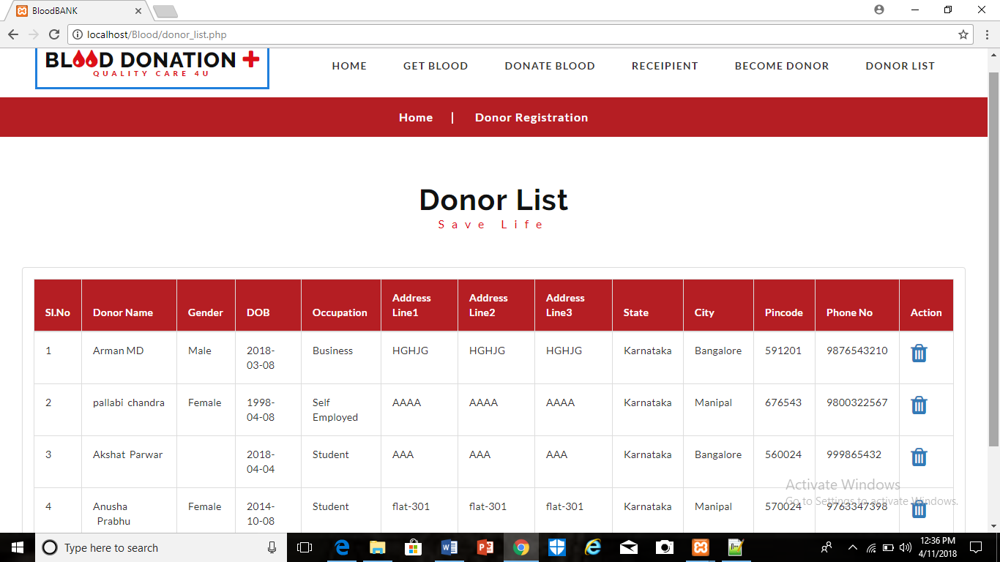 BloodBANK
localhost/Blood/donor_list.php
BLOOD DONATION
QUALITY CARE 4U
HOME GET BLOOD DONATE BLOOD RECEIPIENT BECOME DONOR DONOR LIST
Home | Donor Registration
Donor List
Save Life
Sl.No Donor Name Gender DOB Occupation Address Line1 Address Line2 Address Line3 State City Pincode Phone No Action
1 Arman MD Male 2018-03-08 Business HGHJG HGHJG HGHJG Karnataka Bangalore 591201 9876543210
2 pallabi chandra Female 1998-04-08 Self Employed AAAA AAAA AAAA Karnataka Manipal 676543 9800322567
3 Akshat Parwar 2018-04-04 Student AAA AAA AAA Karnataka Bangalore 560024 999865432
4 Anusha Prabhu Female 2014-10-08 Student flat-301 flat-301 flat-301 Karnataka Manipal 570024 9763347398
Activate Windows
Go to Settings to activate Windows.
Type here to search
12:36 PM
4/11/2018